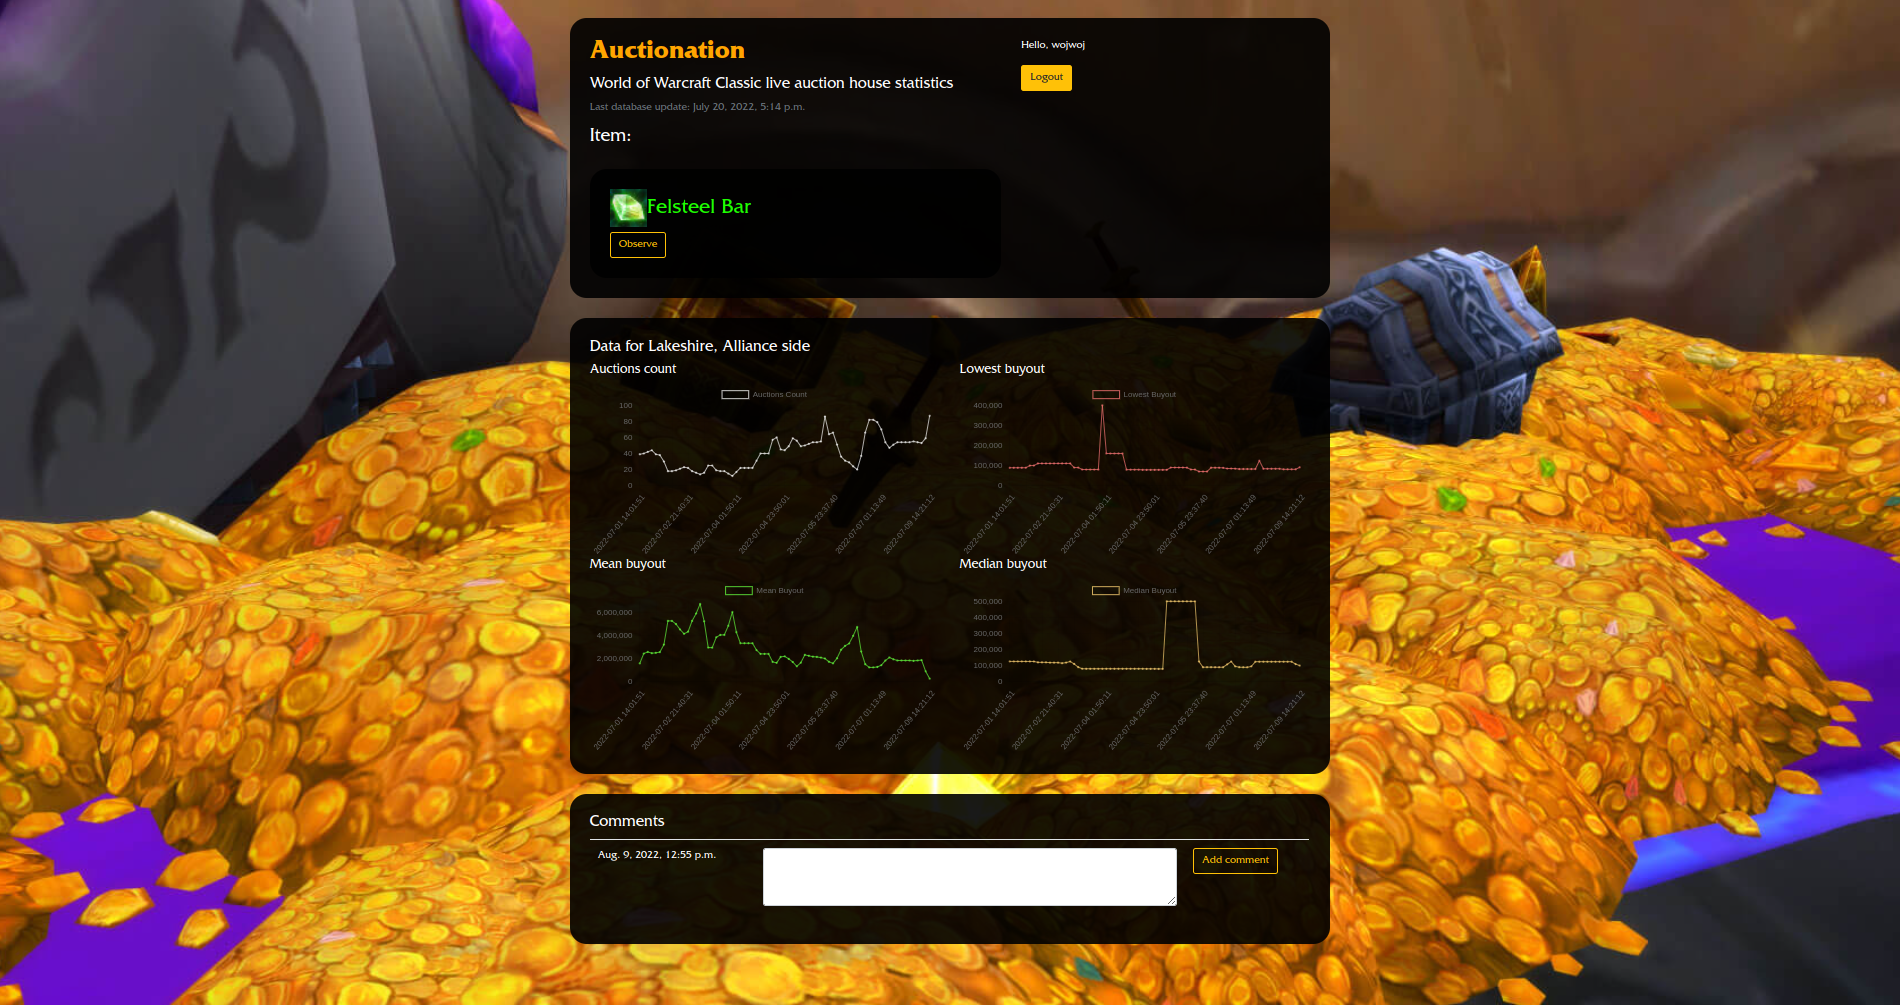 Auctionation
Hello, wojwoj
World of Warcraft Classic live auction house statistics
Logout
Last database update: July 20, 2022, 5:14 p.m.
Item:
Felsteel Bar
Observe
Data for Lakeshire, Alliance side
Auctions count
Auctions Count
100
80
60
40
20
0
2022-07-01 14:01:51
2022-07-02 21:40:31
2022-07-04 01:50:11
2022-07-04 23:50:01
2022-07-05 23:37:40
2022-07-07 01:13:49
2022-07-09 14:21:12
Lowest buyout
Lowest Buyout
400,000
300,000
200,000
100,000
0
2022-07-01 14:01:51
2022-07-02 21:40:31
2022-07-04 01:50:11
2022-07-04 23:50:01
2022-07-05 23:37:40
2022-07-07 01:13:49
2022-07-09 14:21:12
Mean buyout
Mean Buyout
6,000,000
4,000,000
2,000,000
0
2022-07-01 14:01:51
2022-07-02 21:40:31
2022-07-04 01:50:11
2022-07-04 23:50:01
2022-07-05 23:37:40
2022-07-07 01:13:49
2022-07-09 14:21:12
Median buyout
Median Buyout
500,000
400,000
300,000
200,000
100,000
0
2022-07-01 14:01:51
2022-07-02 21:40:31
2022-07-04 01:50:11
2022-07-04 23:50:01
2022-07-05 23:37:40
2022-07-07 01:13:49
2022-07-09 14:21:12
Comments
Aug. 9, 2022, 12:55 p.m.
Add comment